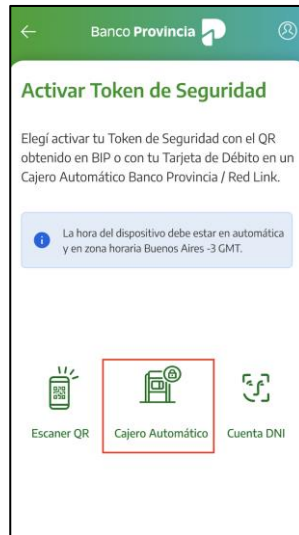 Banco Provincia
Activar Token de Seguridad
Elegí activar tu Token de Seguridad con el QR
obtenido en BIP o con tu Tarjeta de Débito en un
Cajero Automático Banco Provincia / Red Link.
La hora del dispositivo debe estar en automática
y en zona horaria Buenos Aires -3 GMT.
Escaner QR
Cajero Automático
Cuenta DNI